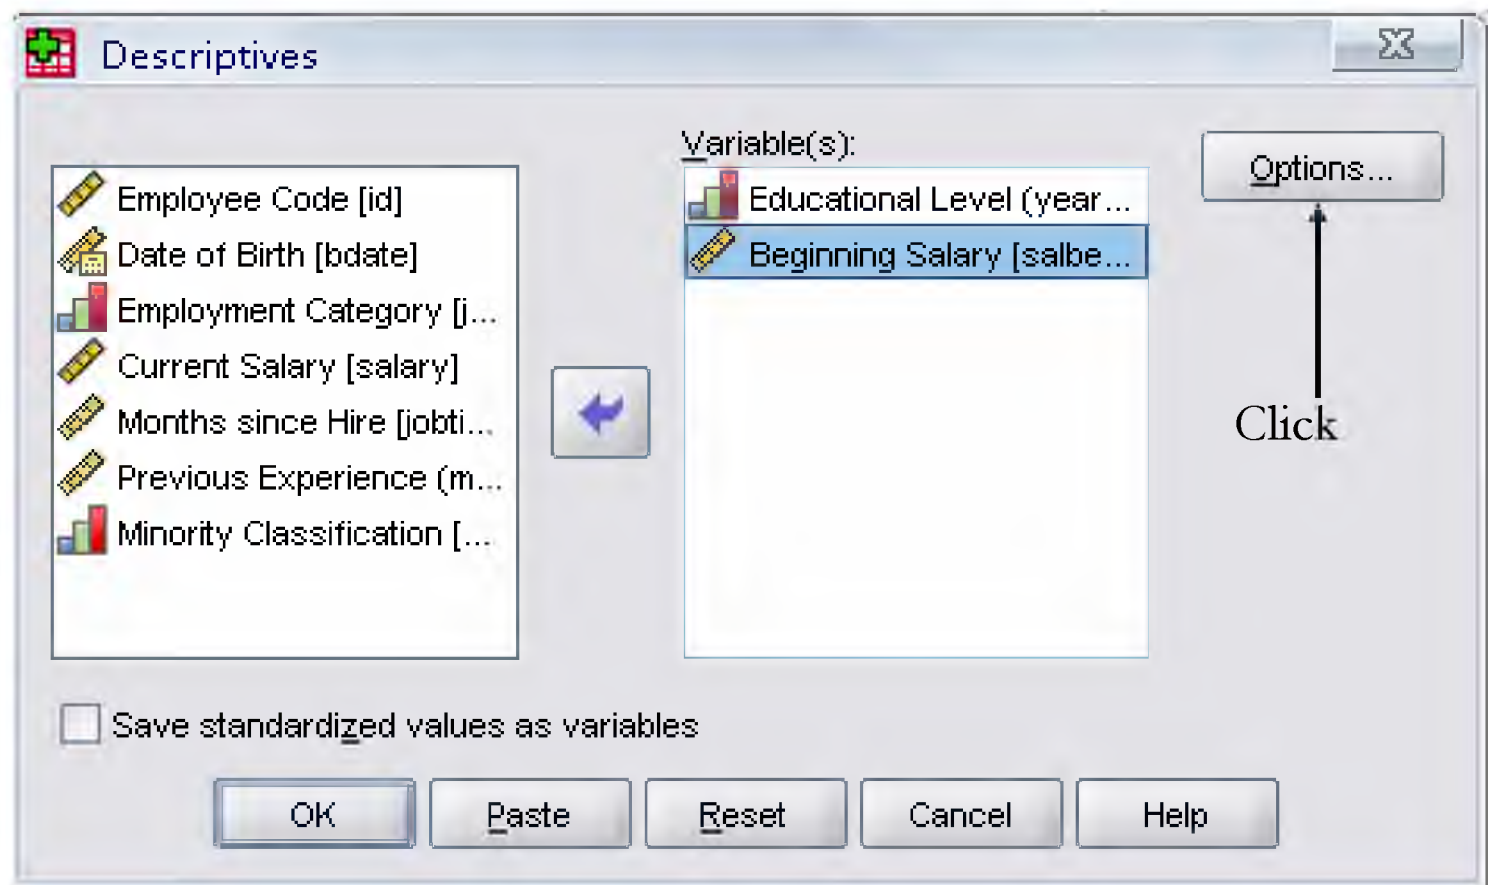 Descriptives
Variable(s):
Options...
Employee Code [id]
Date of Birth [bdate]
Employment Category [j...
Current Salary [salary]
Months since Hire [jobti...
Previous Experience (m...
Minority Classification [...
Educational Level (year...
Beginning Salary [salbe...
Click
Save standardized values as variables
OK
Paste
Reset
Cancel
Help